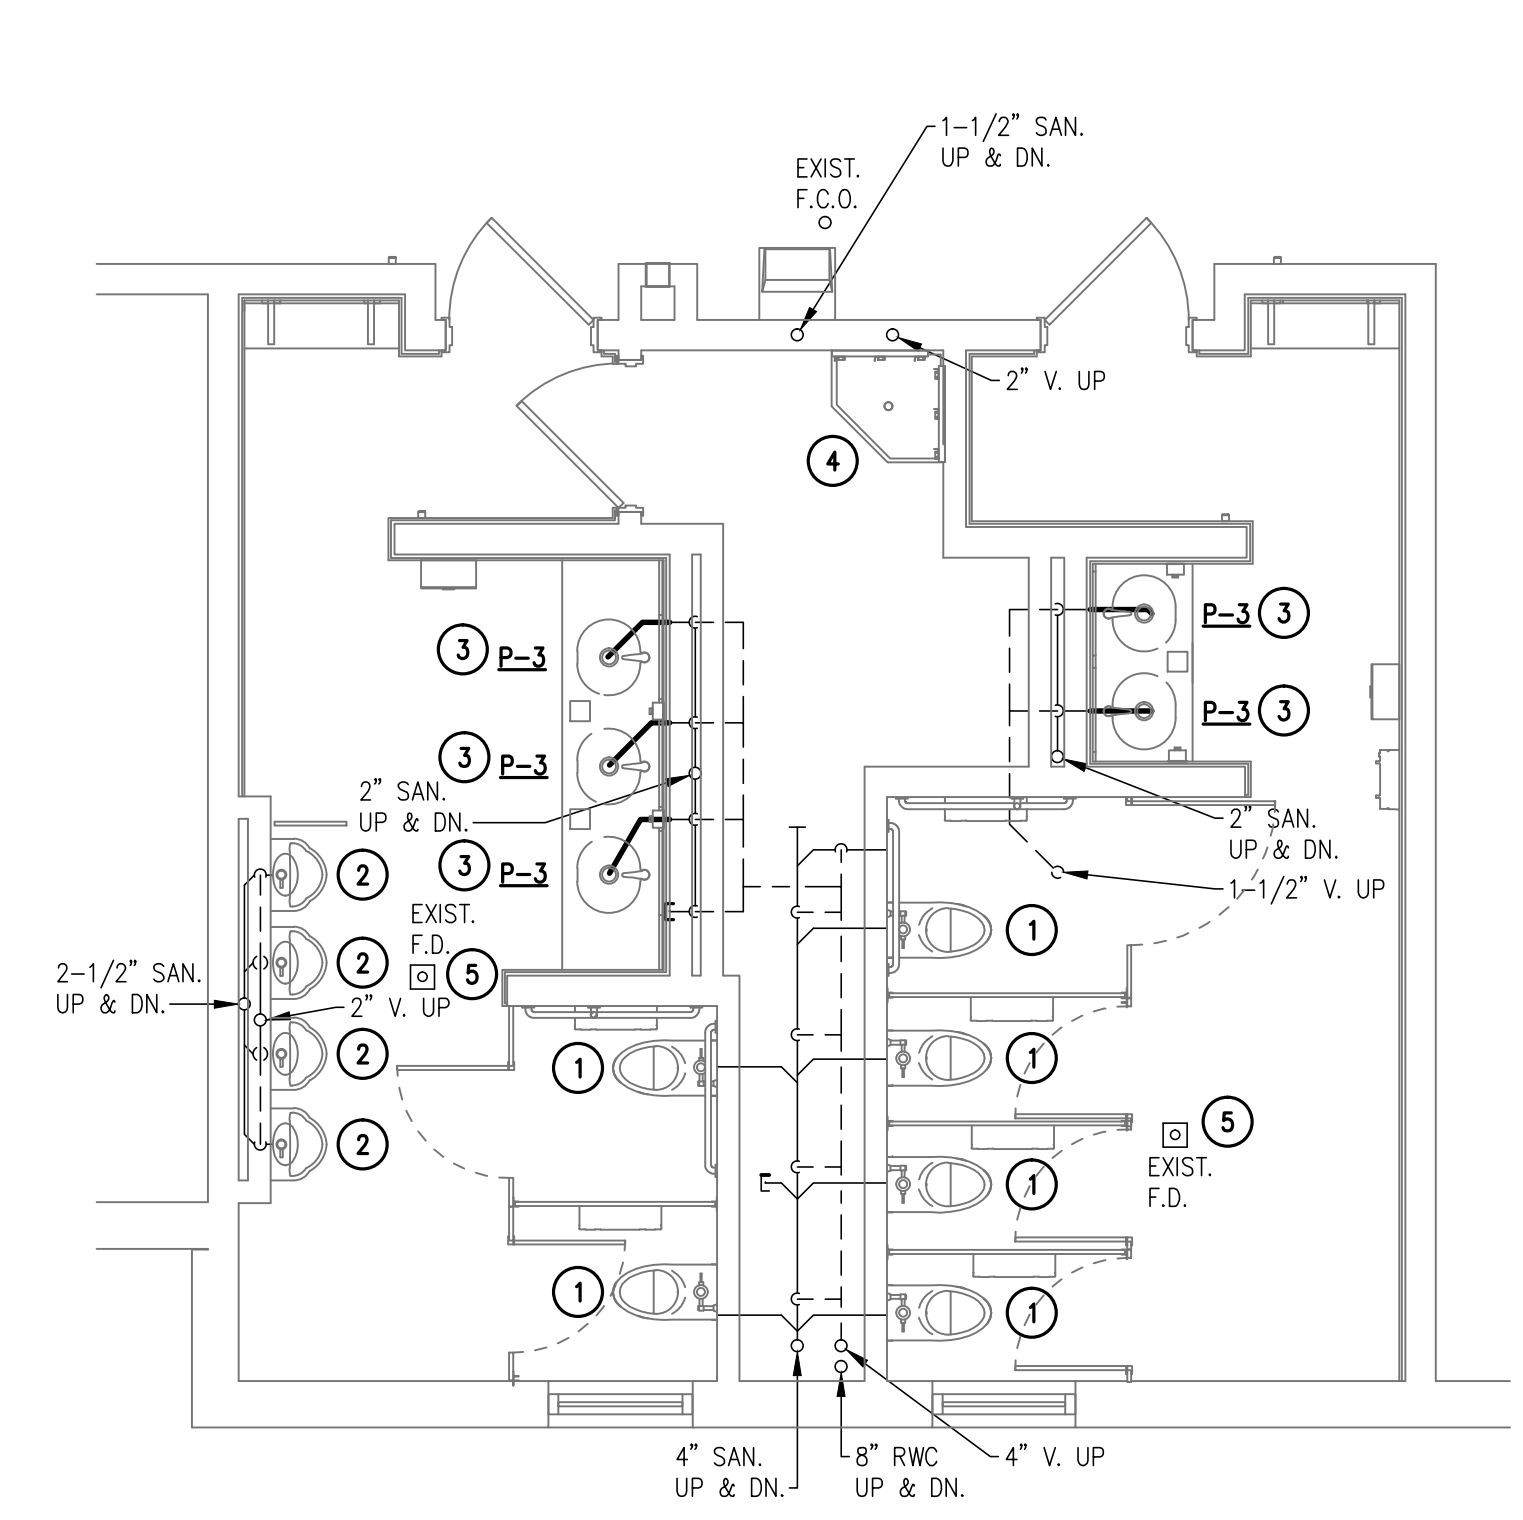 1-1/2" SAN.
UP & DN.
EXIST.
F.C.O.
2" V. UP
4
P-3 3
3 P-3
P-3 3
3 P-3
2" SAN.
UP & DN.
2" SAN.
UP & DN.
3 P-3
2
1-1/2" V. UP
EXIST.
F.D.
1
2
5
2-1/2" SAN.
UP & DN.
2" V. UP
2
1
1
5
2
EXIST.
F.D.
1
1
1
4" SAN.
UP & DN.
8" RWC
UP & DN.
4" V. UP